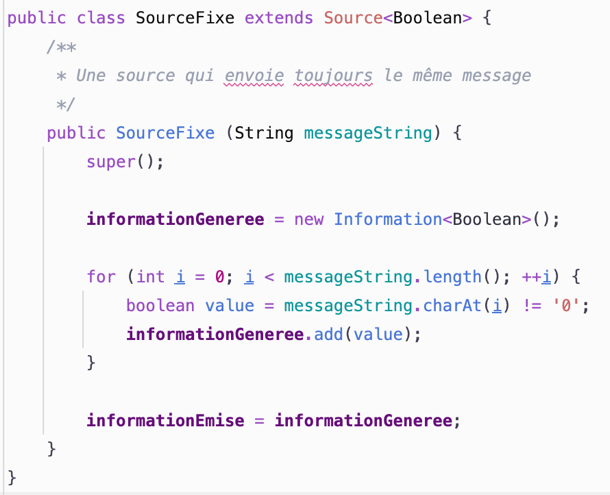 public class SourceFixe extends Source<Boolean> {
/**
* Une source qui envoie toujours le même message
*/
public SourceFixe (String messageString) {
super();
informationGeneree = new Information<Boolean>();
for (int i = 0; i < messageString.length(); ++i) {
boolean value = messageString.charAt(i) != '0';
informationGeneree.add(value);
}
informationEmise = informationGeneree;
}
}